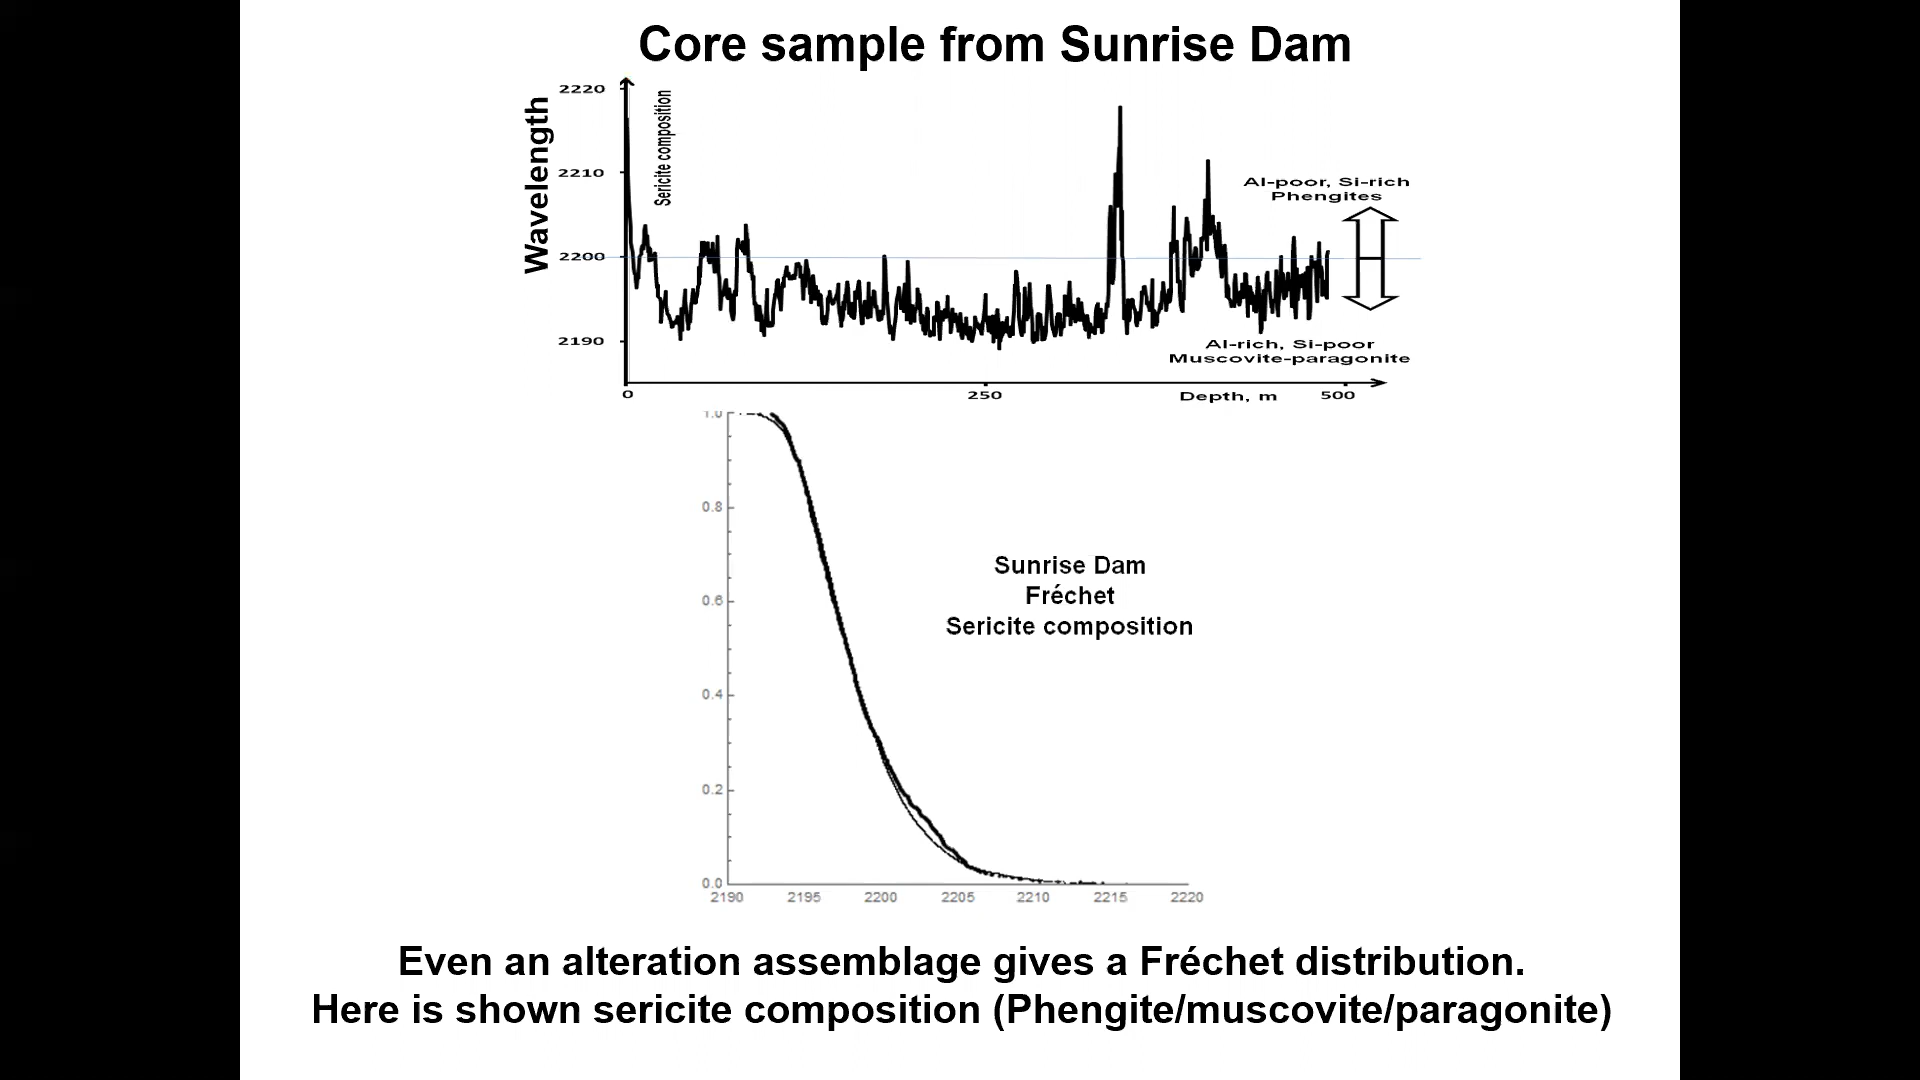 Core sample from Sunrise Dam
Wavelength
Sericite composition
2220
2210
2200
2190
Al-poor, Si-rich
Phengites
Al-rich, Si-poor
Muscovite-paragonite
0
250
Depth, m
500
1.0
0.8
0.6
0.4
0.2
0.0
Sunrise Dam
Fréchet
Sericite composition
2190 2195 2200 2205 2210 2215 2220
Even an alteration assemblage gives a Fréchet distribution.
Here is shown sericite composition (Phengite/muscovite/paragonite)